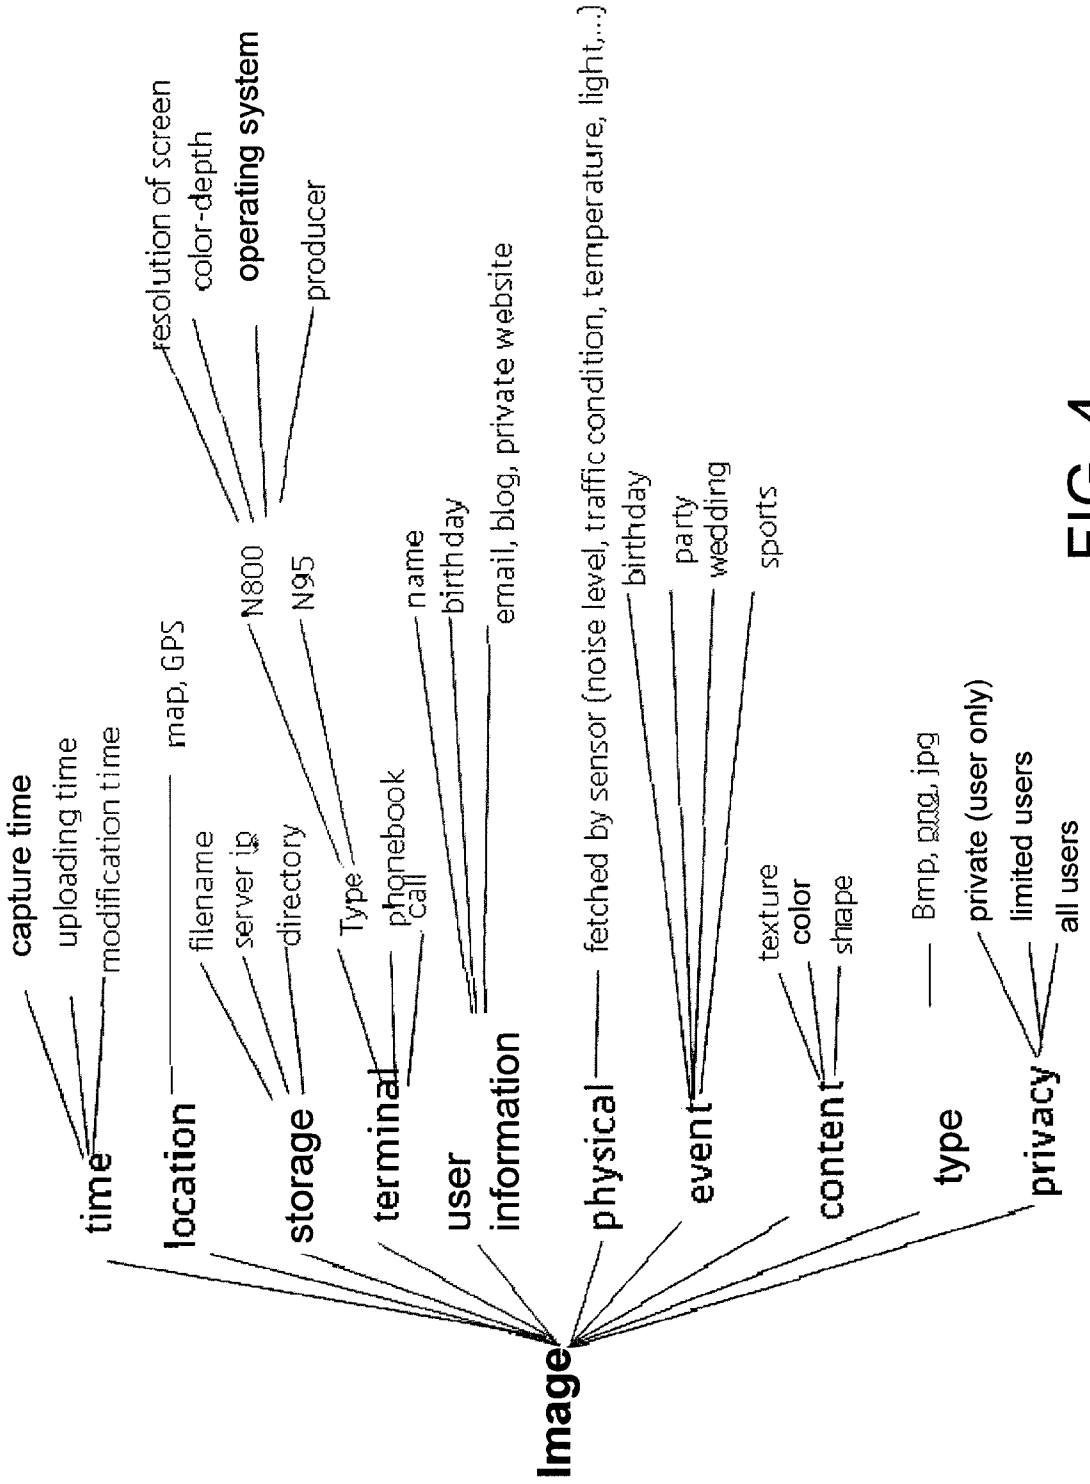 Image
time
capture time
uploading time
modification time
location
map, GPS
storage
filename
server ip
directory
terminal
Type
N800
resolution of screen
color-depth
operating system
producer
N95
phonebook
call
user
information
name
birthday
email, blog, private website
physical
fetched by sensor (noise level, traffic condition, temperature, light,...)
event
birthday
party
wedding
sports
content
texture
color
shape
type
Bmp, png, jpg
privacy
private (user only)
limited users
all users
FIG. 4